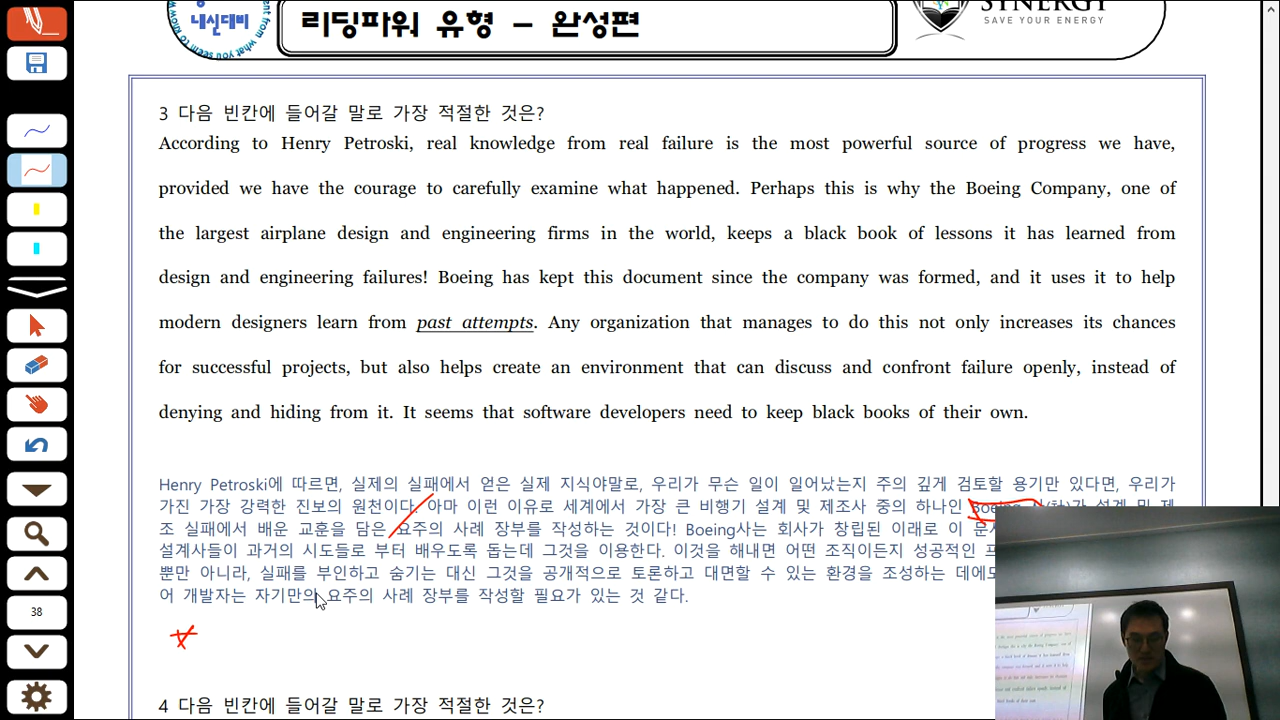 내신대비
리딩파워 유형 – 완성편
SYNERGY
SAVE YOUR ENERGY
3 다음 빈칸에 들어갈 말로 가장 적절한 것은?
According to Henry Petroski, real knowledge from real failure is the most powerful source of progress we have,
provided we have the courage to carefully examine what happened. Perhaps this is why the Boeing Company, one of
the largest airplane design and engineering firms in the world, keeps a black book of lessons it has learned from
design and engineering failures! Boeing has kept this document since the company was formed, and it uses it to help
modern designers learn from past attempts. Any organization that manages to do this not only increases its chances
for successful projects, but also helps create an environment that can discuss and confront failure openly, instead of
denying and hiding from it. It seems that software developers need to keep black books of their own.
Henry Petroski에 따르면, 실제의 실패에서 얻은 실제 지식야말로, 우리가 무슨 일이 일어났는지 주의 깊게 검토할 용기만 있다면, 우리가
가진 가장 강력한 진보의 원천이다. 아마 이런 이유로 세계에서 가장 큰 비행기 설계 및 제조사 중의 하나인 Boeing 사(社)가 설계 및 제
조 실패에서 배운 교훈을 담은 요주의 사례 장부를 작성하는 것이다! Boeing사는 회사가 창립된 이래로 이
설계사들이 과거의 시도들로 부터 배우도록 돕는데 그것을 이용한다. 이것을 해내면 어떤 조직이든지 성공적인
뿐만 아니라, 실패를 부인하고 숨기는 대신 그것을 공개적으로 토론하고 대면할 수 있는 환경을 조성하는
어 개발자는 자기만의 요주의 사례 장부를 작성할 필요가 있는 것 같다.
4 다음 빈칸에 들어갈 말로 가장 적절한 것은?
38